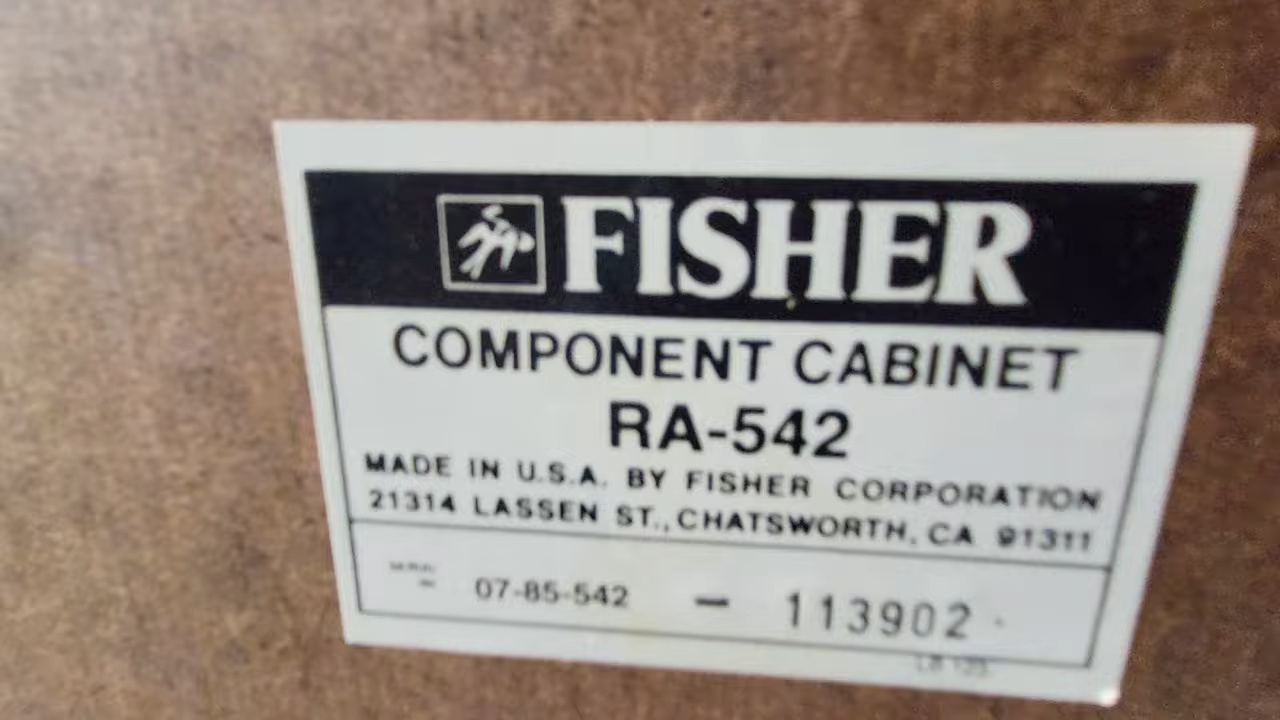 FISHER
COMPONENT CABINET
RA-542
MADE IN U.S.A. BY FISHER CORPORATION
21314 LASSEN ST., CHATSWORTH, CA 91311
07-85-542 – 113902